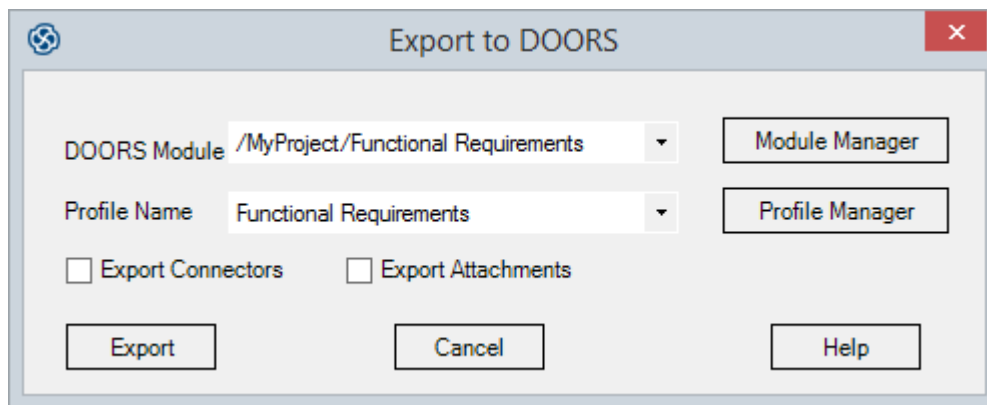 Export to DOORS
DOORS Module /MyProject/Functional Requirements Module Manager
Profile Name Functional Requirements Profile Manager
Export Connectors Export Attachments
Export Cancel Help